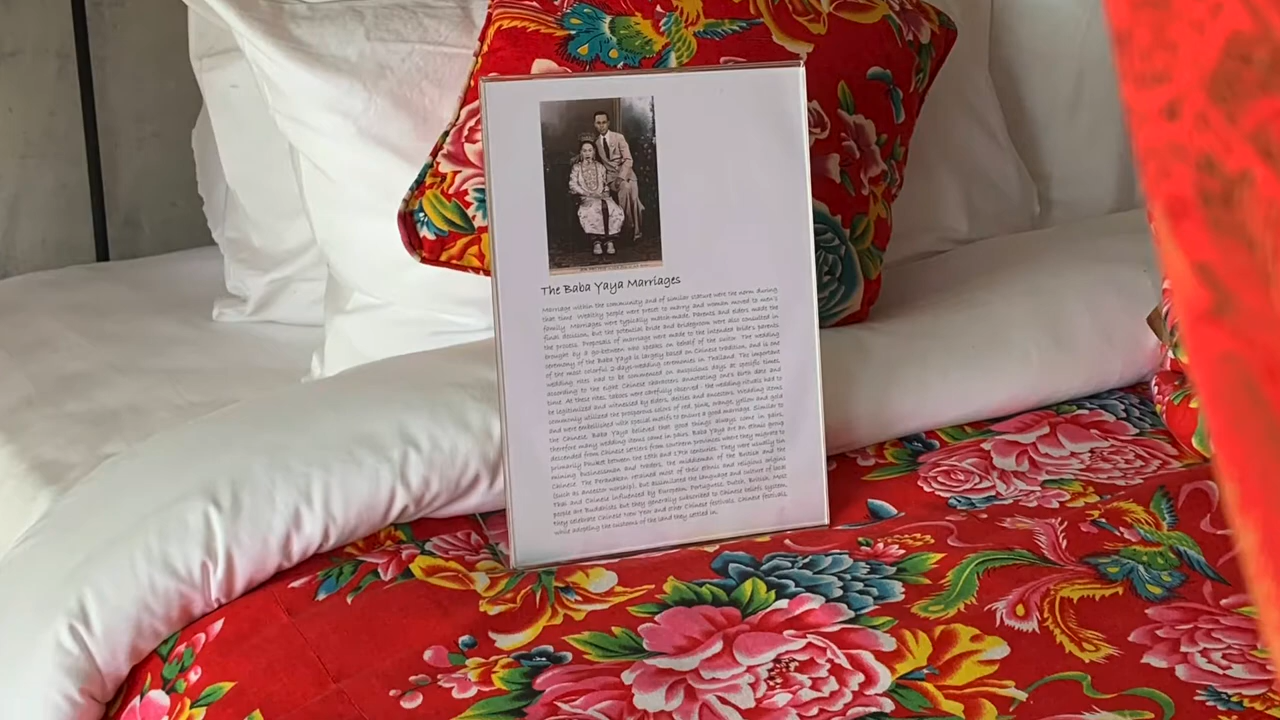 The Baba Yaya Marriages
Marriage within the community and of similar stature were the norm during
that time. Wealthy people were preset to marry and woman moved to men's
family. Marriages were typically match-made. Parents and elders made the
final decision, but the potential bride and bridegroom were also consulted in
the process. Proposals of marriage were made to the intended bride's parents
brought by a go-between who speaks on behalf of the suitor. The wedding
ceremony of the Baba Yaya is largely based on Chinese tradition, and is one
of the most colorful 2-days-wedding ceremonies in Thailand. The important
wedding rites had to be commenced on auspicious days at specific times,
according to the eight Chinese characters annotating one's birth date and
time. At these rites, taboos were carefully observed - the wedding rituals had to
be legitimized and witnessed by elders, deities and ancestors. Wedding items
commonly utilized the prosperous colors of red, pink, orange, yellow and gold
and were embellished with special motifs to ensure a good marriage. Similar to
the Chinese, Baba Yaya believed that good things always come in pairs,
therefore many wedding items came in pairs. Baba Yaya are an ethnic group
descended from Chinese settlers from southern provinces where they migrate to
primarily Phuket between the 15th and 17th centuries. They were usually tin
mining businessman and traders, the middleman of the British and the
Chinese. The Peranakan retained most of their ethnic and religious origins
(such as ancestor worship), but assimilated the language and culture of local
Thai and Chinese influenced by European, Portuguese, Dutch, British. Most
people are Buddhists but they generally subscribed to Chinese beliefs system,
they celebrate Chinese New Year and other Chinese festivals, Chinese festivals,
while adopting the customs of the land they settled in.